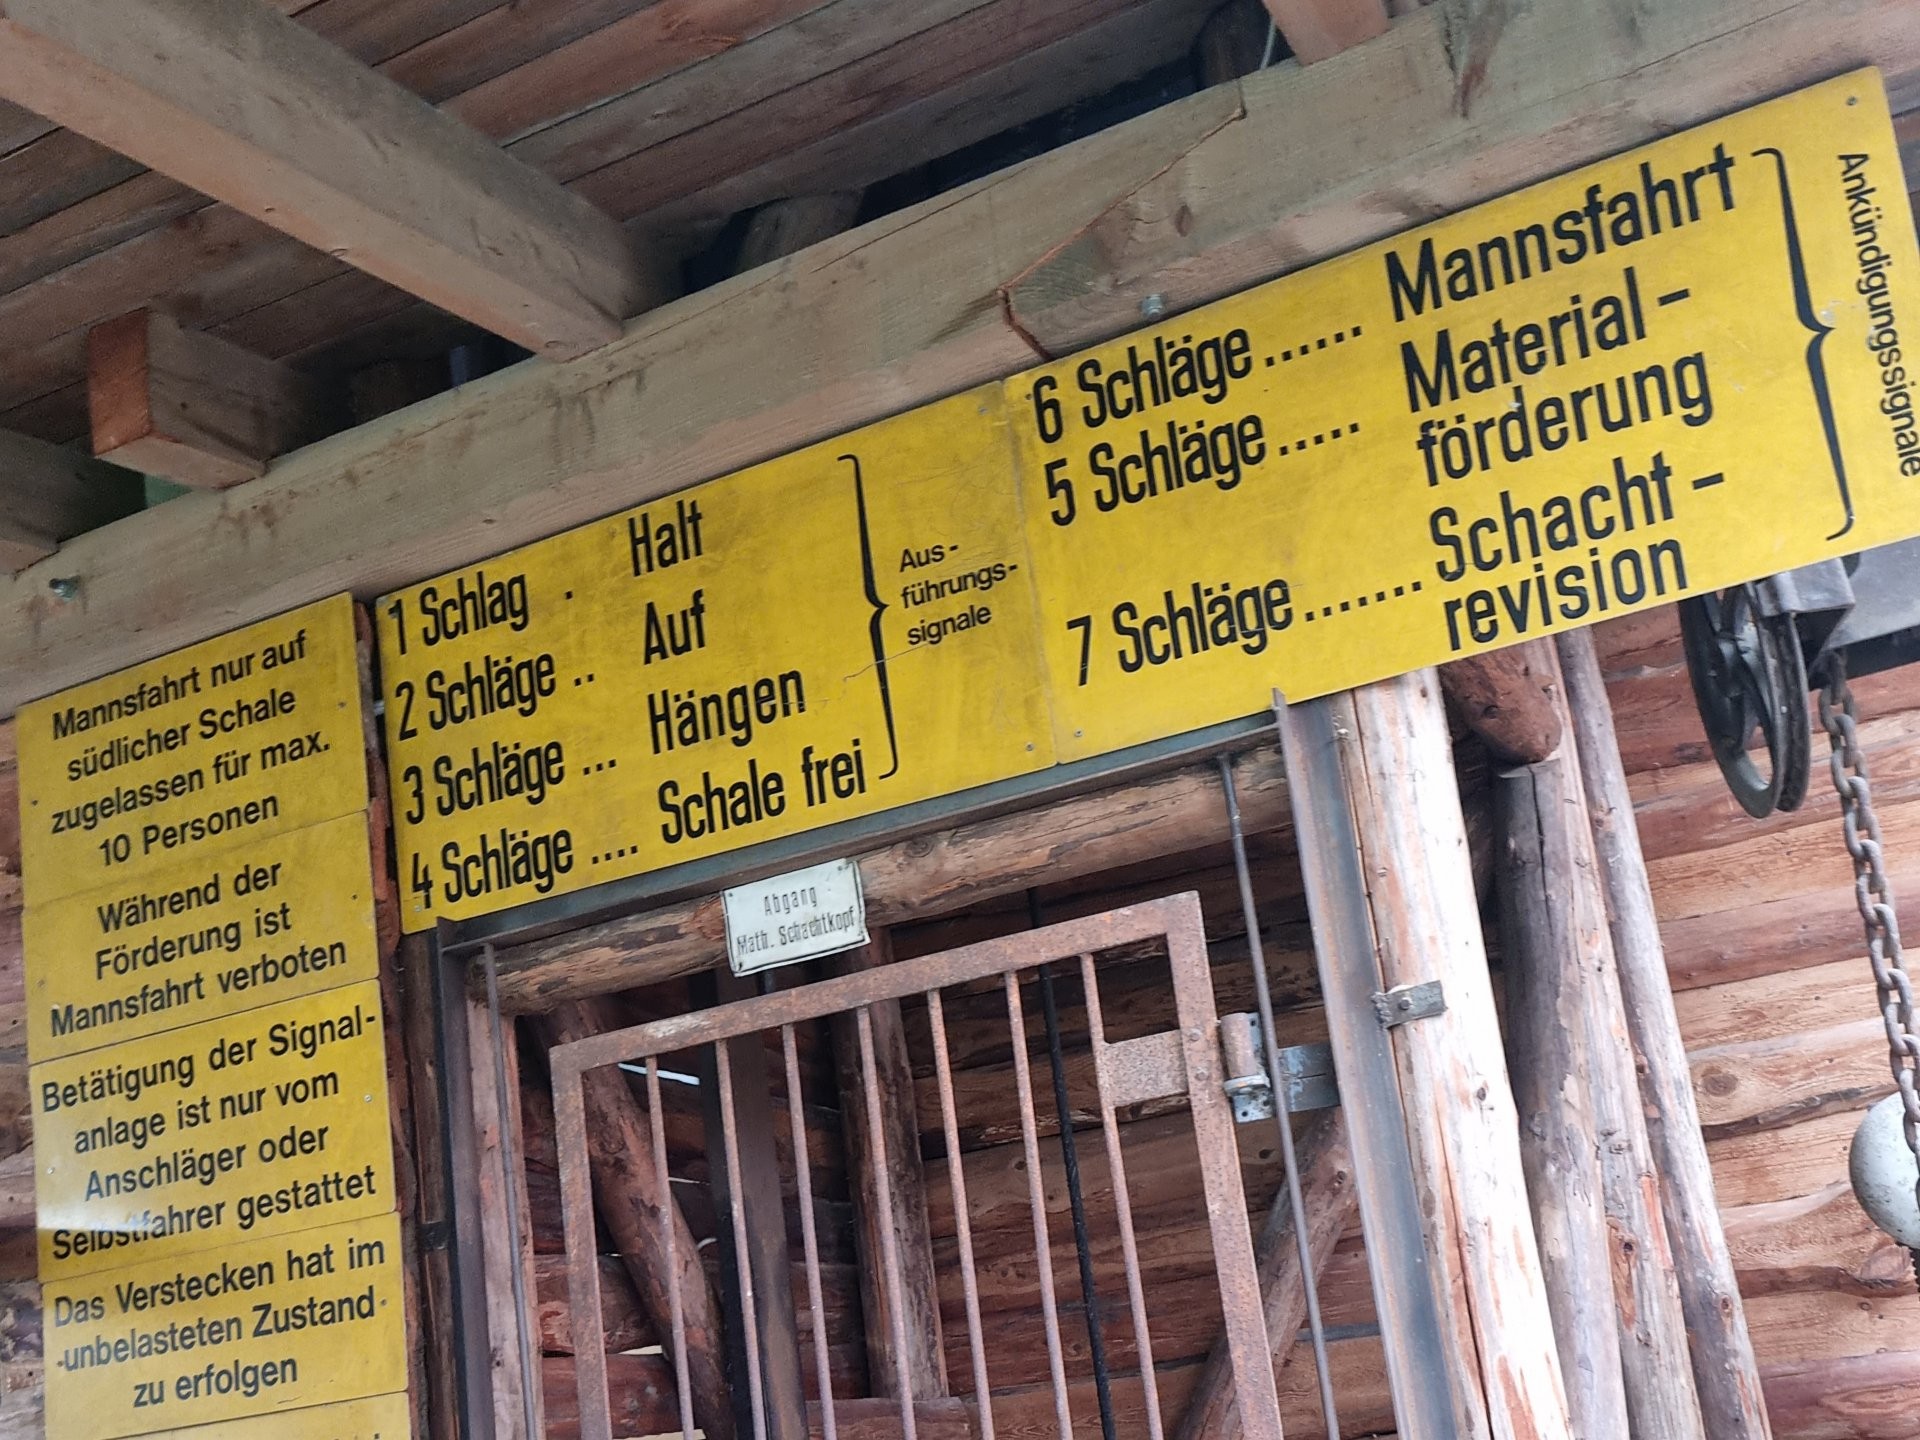 Mannsfahrt nur auf
südlicher Schale
zugelassen für max.
10 Personen
Während der
Förderung ist
Mannsfahrt verboten
Betätigung der Signal-
anlage ist nur vom
Anschläger oder
Selbstfahrer gestattet
Das Verstecken hat im
-unbelasteten Zustand-
zu erfolgen
1 Schlag . Halt
2 Schläge .. Auf
3 Schläge ... Hängen
4 Schläge .... Schale frei
Aus-
führungs-
signale
6 Schläge ...... Mannsfahrt
5 Schläge ..... Material-
förderung
7 Schläge ....... Schacht-
revision
Ankündigungssignale
Abgang
Math. Schachtkopf